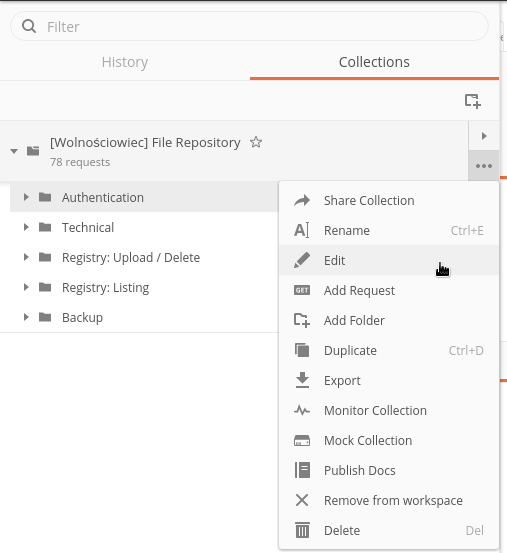 Filter
History
Collections
[Wolnościowiec] File Repository
78 requests
Authentication
Technical
Registry: Upload / Delete
Registry: Listing
Backup
Share Collection
Rename Ctrl+E
Edit
GET Add Request
Add Folder
Duplicate Ctrl+D
Export
Monitor Collection
Mock Collection
Publish Docs
Remove from workspace
Delete Del